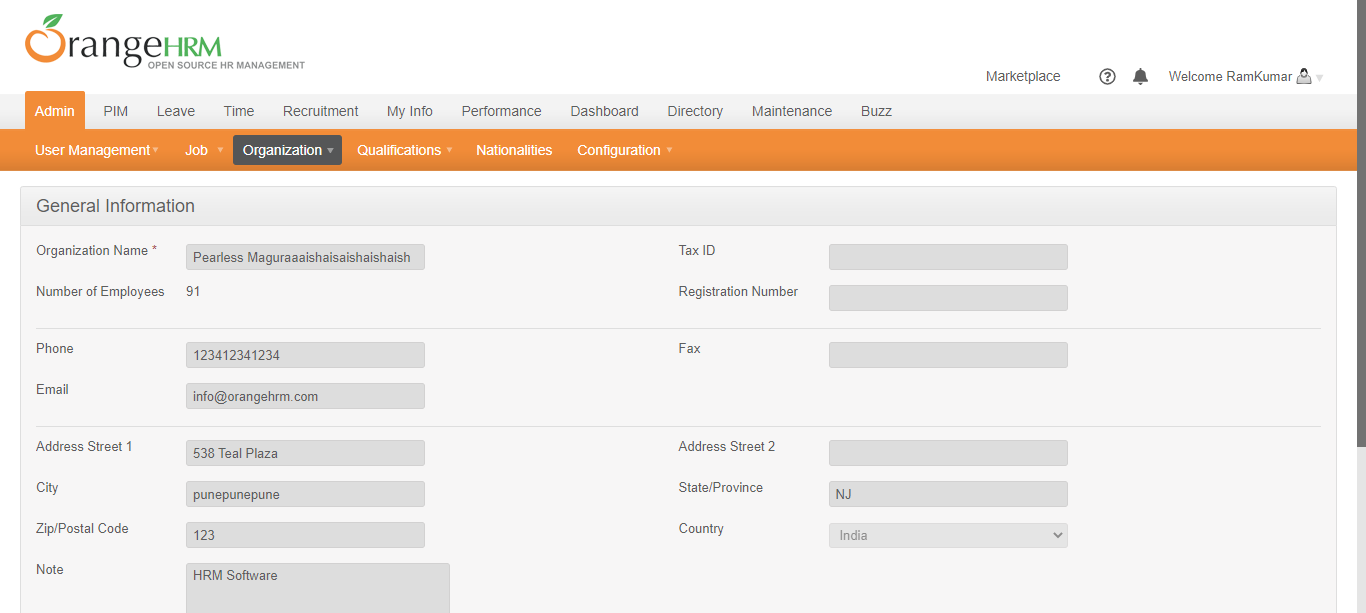 OrangeHRM
OPEN SOURCE HR MANAGEMENT
Marketplace ? Welcome RamKumar
Admin PIM Leave Time Recruitment My Info Performance Dashboard Directory Maintenance Buzz
User Management Job Organization Qualifications Nationalities Configuration
General Information
Organization Name * Pearless Maguraaaishaisaishaishaish Tax ID
Number of Employees 91 Registration Number
Phone 123412341234 Fax
Email info@orangehrm.com
Address Street 1 538 Teal Plaza Address Street 2
City punepunepune State/Province NJ
Zip/Postal Code 123 Country India
Note HRM Software